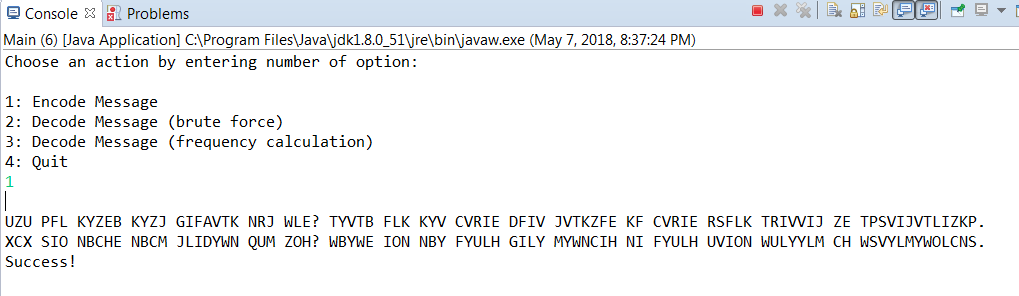 Console Problems
Main (6) [Java Application] C:\Program Files\Java\jdk1.8.0_51\jre\bin\javaw.exe (May 7, 2018, 8:37:24 PM)
Choose an action by entering number of option:
1: Encode Message
2: Decode Message (brute force)
3: Decode Message (frequency calculation)
4: Quit
1
UZU PFL KYZEB KYZJ GIFAVTK NRJ WLE? TYVTB FLK KYV CVRIE DFIV JVTKZFE KF CVRIE RSFLK TRIVVIJ ZE TPSVIJVTLIZKP.
XCX SIO NBCHE NBCM JLIDYWN QUM ZOH? WBYWE ION NBY FYULH GILY MYWNCIH NI FYULH UVION WULYYLM CH WSVYLMYWOLCNS.
Success!